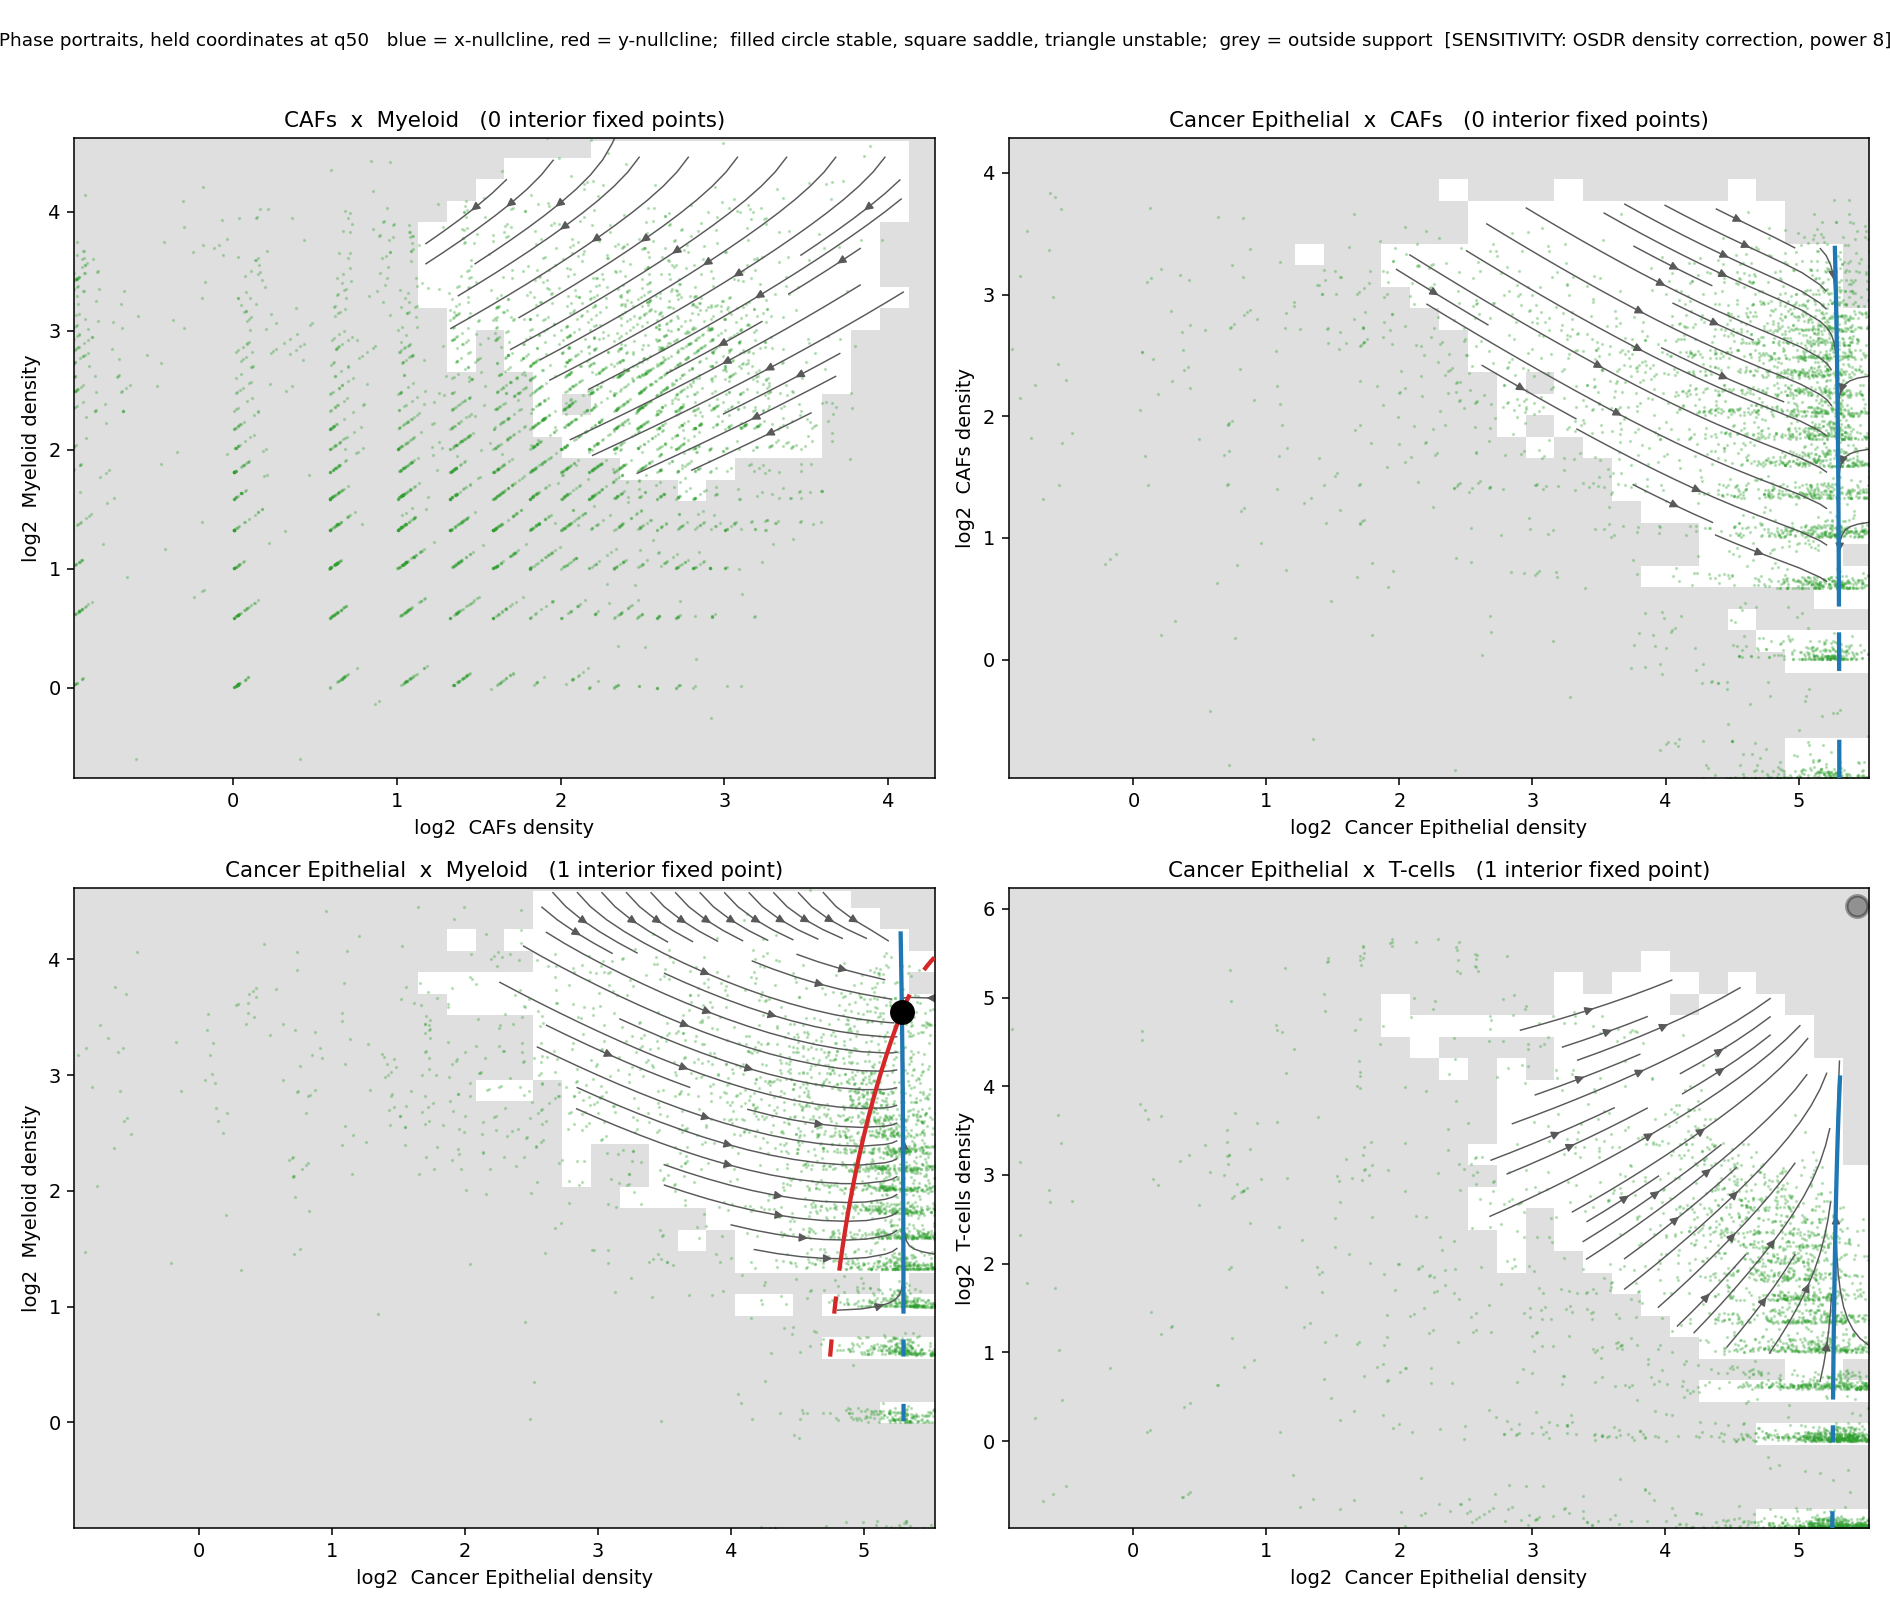 Phase portraits, held coordinates at q50   blue = x-nullcline, red = y-nullcline;  filled circle stable, square saddle, triangle unstable;  grey = outside support  [SENSITIVITY: OSDR density correction, power 8]
CAFs  x  Myeloid   (0 interior fixed points)
log2  Myeloid density
4
3
2
1
0
0 1 2 3 4
log2  CAFs density
Cancer Epithelial  x  CAFs   (0 interior fixed points)
log2  CAFs density
4
3
2
1
0
0 1 2 3 4 5
log2  Cancer Epithelial density
Cancer Epithelial  x  Myeloid   (1 interior fixed point)
log2  Myeloid density
4
3
2
1
0
0 1 2 3 4 5
log2  Cancer Epithelial density
Cancer Epithelial  x  T-cells   (1 interior fixed point)
log2  T-cells density
6
5
4
3
2
1
0
0 1 2 3 4 5
log2  Cancer Epithelial density